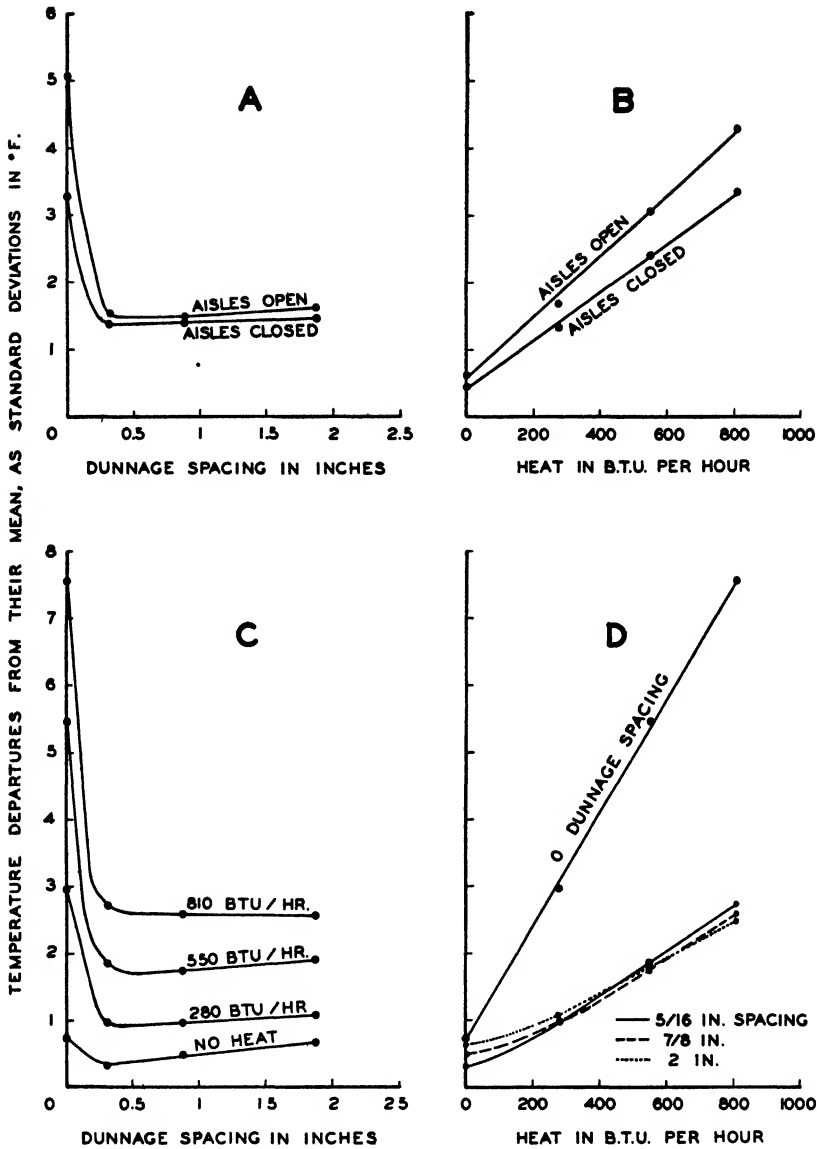 TEMPERATURE DEPARTURES FROM THEIR MEAN, AS STANDARD DEVIATIONS IN °F.
6
5
4
3
2
1
A
AISLES OPEN
AISLES CLOSED
0 0.5 1 1.5 2 2.5
DUNNAGE SPACING IN INCHES
B
AISLES OPEN
AISLES CLOSED
0 200 400 600 800 1000
HEAT IN B.T.U. PER HOUR
8
7
6
5
4
3
2
1
C
810 BTU/HR.
550 BTU/HR.
280 BTU/HR.
NO HEAT
0 0.5 1 1.5 2 2.5
DUNNAGE SPACING IN INCHES
D
0 DUNNAGE SPACING
5/16 IN. SPACING
7/8 IN.
2 IN.
0 200 400 600 800 1000
HEAT IN B.T.U. PER HOUR